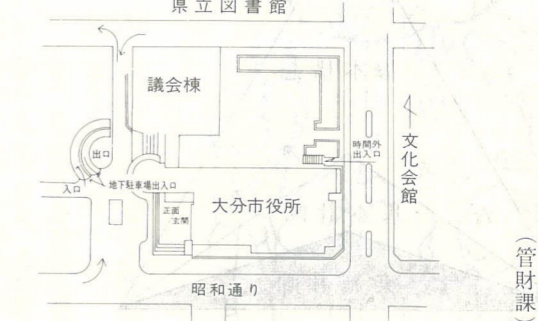 県立図書館
議会棟
時間外
出入口
文化会館
出口
入口
地下駐車場出入口
正面
玄関
大分市役所
昭和通り
（管財課）